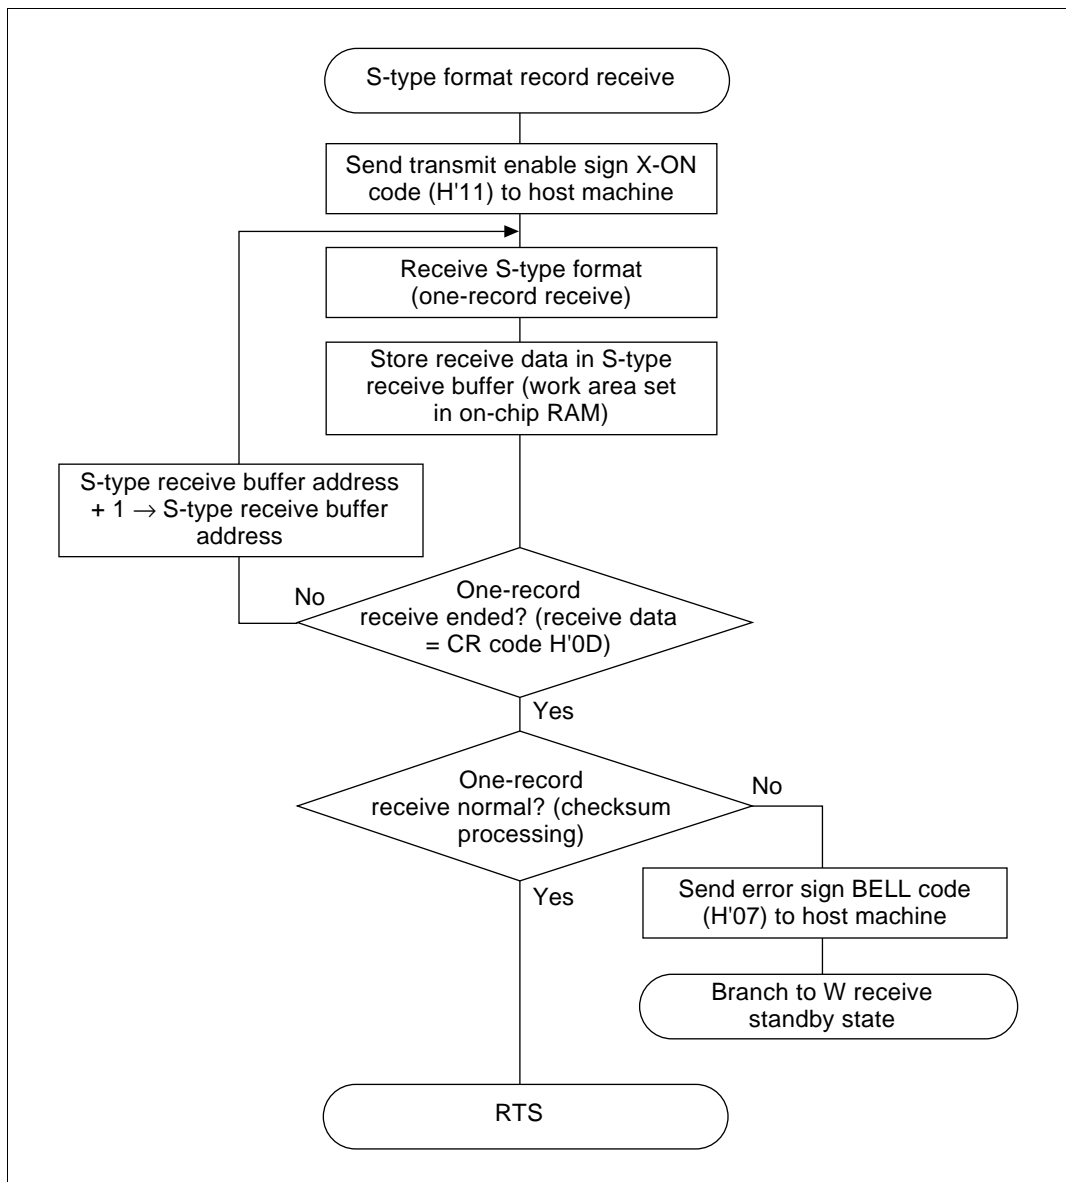 S-type format record receive
Send transmit enable sign X-ON
code (H'11) to host machine
Receive S-type format
(one-record receive)
Store receive data in S-type
receive buffer (work area set
in on-chip RAM)
S-type receive buffer address
+ 1 → S-type receive buffer
address
No
One-record
receive ended? (receive data
= CR code H'0D)
Yes
One-record
receive normal? (checksum
processing)
No
Yes
Send error sign BELL code
(H'07) to host machine
Branch to W receive
standby state
RTS